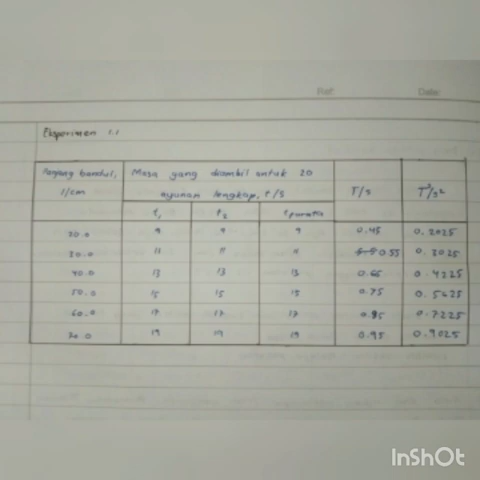 Ref: Date:
Eksperimen 1.1
Panjang bandul, Masa yang diambil untuk 20
l/cm ayunan lengkap, t/s T/s T²/s²
t₁ t₂ t purata
20.0 9 9 9 0.45 0.2025
30.0 11 11 11 0.55 0.3025
40.0 13 13 13 0.65 0.4225
50.0 15 15 15 0.75 0.5625
60.0 17 17 17 0.85 0.7225
70.0 19 19 19 0.95 0.9025
InShOt